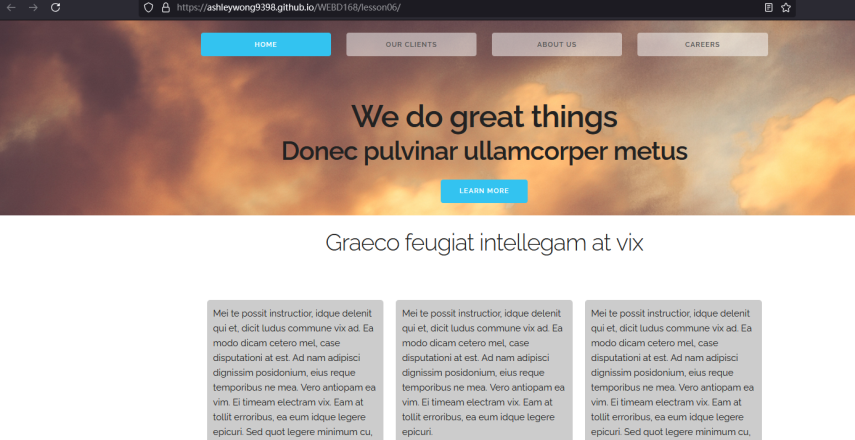 https://ashleywong9398.github.io/WEBD168/lesson06/
HOME
OUR CLIENTS
ABOUT US
CAREERS
We do great things
Donec pulvinar ullamcorper metus
LEARN MORE
Graeco feugiat intellegam at vix
Mei te possit instructior, idque delenit
qui et, dicit ludus commune vix ad. Ea
modo dicam cetero mel, case
disputationi at est. Ad nam adipisci
dignissim posidonium, eius reque
temporibus ne mea. Vero antiopam ea
vim. Ei timeam electram vix. Eam at
tollit erroribus, ea eum idque legere
epicuri. Sed quot legere minimum cu,
Mei te possit instructior, idque delenit
qui et, dicit ludus commune vix ad. Ea
modo dicam cetero mel, case
disputationi at est. Ad nam adipisci
dignissim posidonium, eius reque
temporibus ne mea. Vero antiopam ea
vim. Ei timeam electram vix. Eam at
tollit erroribus, ea eum idque legere
epicuri.
Mei te possit instructior, idque delenit
qui et, dicit ludus commune vix ad. Ea
modo dicam cetero mel, case
disputationi at est. Ad nam adipisci
dignissim posidonium, eius reque
temporibus ne mea. Vero antiopam ea
vim. Ei timeam electram vix. Eam at
tollit erroribus, ea eum idque legere
epicuri. Sed quot legere minimum cu,